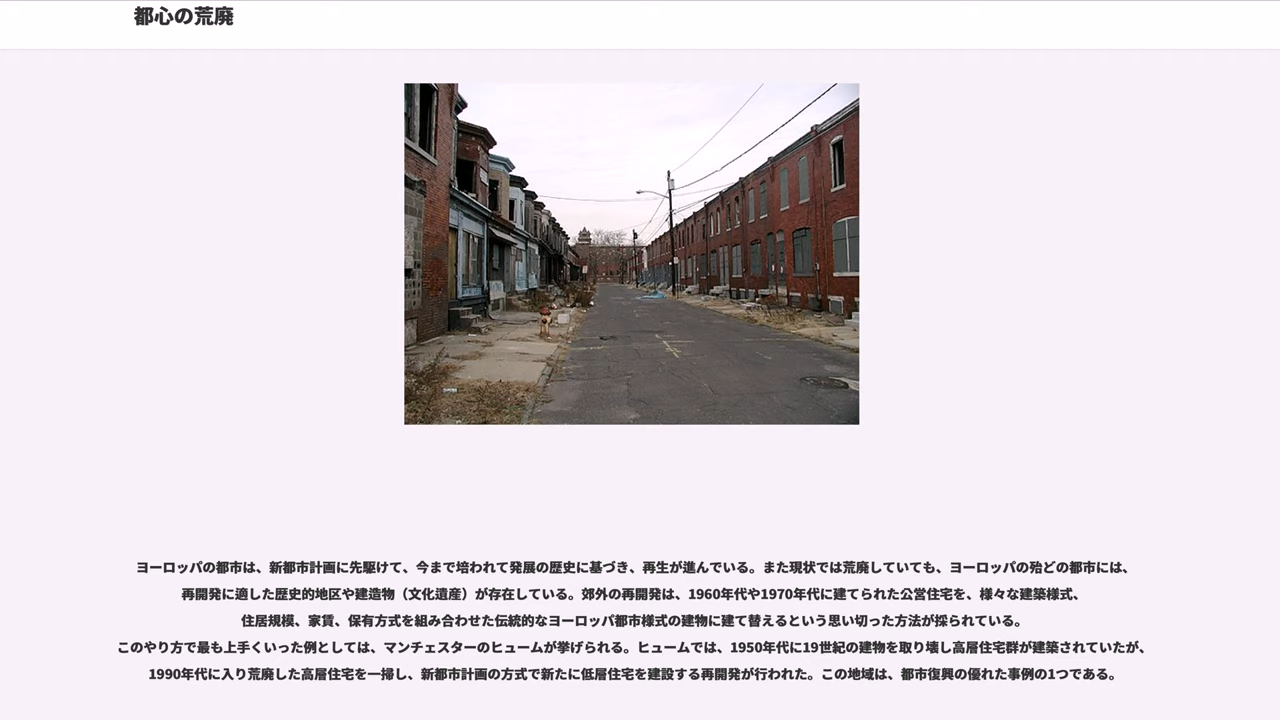 都心の荒廃
ヨーロッパの都市は、新都市計画に先駆けて、今まで培われて発展の歴史に基づき、再生が進んでいる。また現状では荒廃していても、ヨーロッパの殆どの都市には、
再開発に適した歴史的地区や建造物（文化遺産）が存在している。郊外の再開発は、1960年代や1970年代に建てられた公営住宅を、様々な建築様式、
住居規模、家賃、保有方式を組み合わせた伝統的なヨーロッパ都市様式の建物に建て替えるという思い切った方法が採られている。
このやり方で最も上手くいった例としては、マンチェスターのヒュームが挙げられる。ヒュームでは、1950年代に19世紀の建物を取り壊し高層住宅群が建築されていたが、
1990年代に入り荒廃した高層住宅を一掃し、新都市計画の方式で新たに低層住宅を建設する再開発が行われた。この地域は、都市復興の優れた事例の1つである。